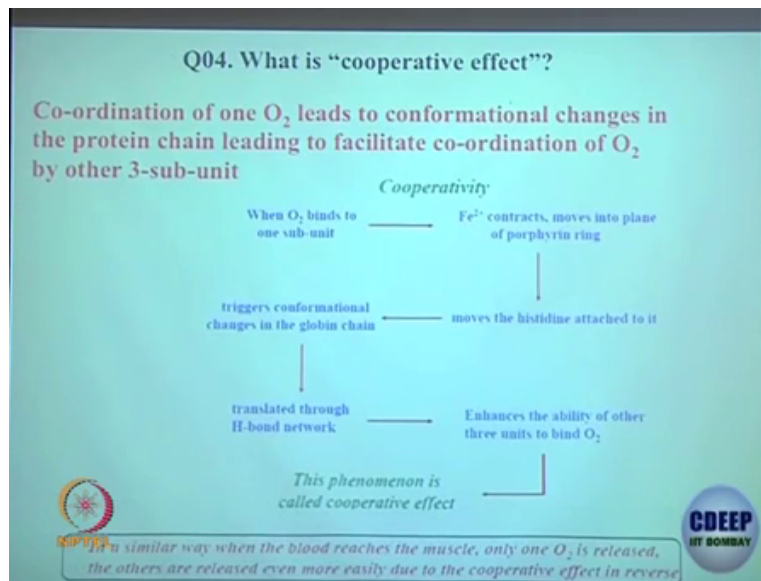 Q04. What is “cooperative effect”?
Co-ordination of one O₂ leads to conformational changes in
the protein chain leading to facilitate co-ordination of O₂
by other 3-sub-unit
Cooperativity
When O₂ binds to
one sub-unit
Fe²⁺ contracts, moves into plane
of porphyrin ring
triggers conformational
changes in the globin chain
moves the histidine attached to it
translated through
H-bond network
Enhances the ability of other
three units to bind O₂
This phenomenon is
called cooperative effect
NPTEL
CDEEP
IIT BOMBAY
In a similar way when the blood reaches the muscle, only one O₂ is released,
the others are released even more easily due to the cooperative effect in reverse